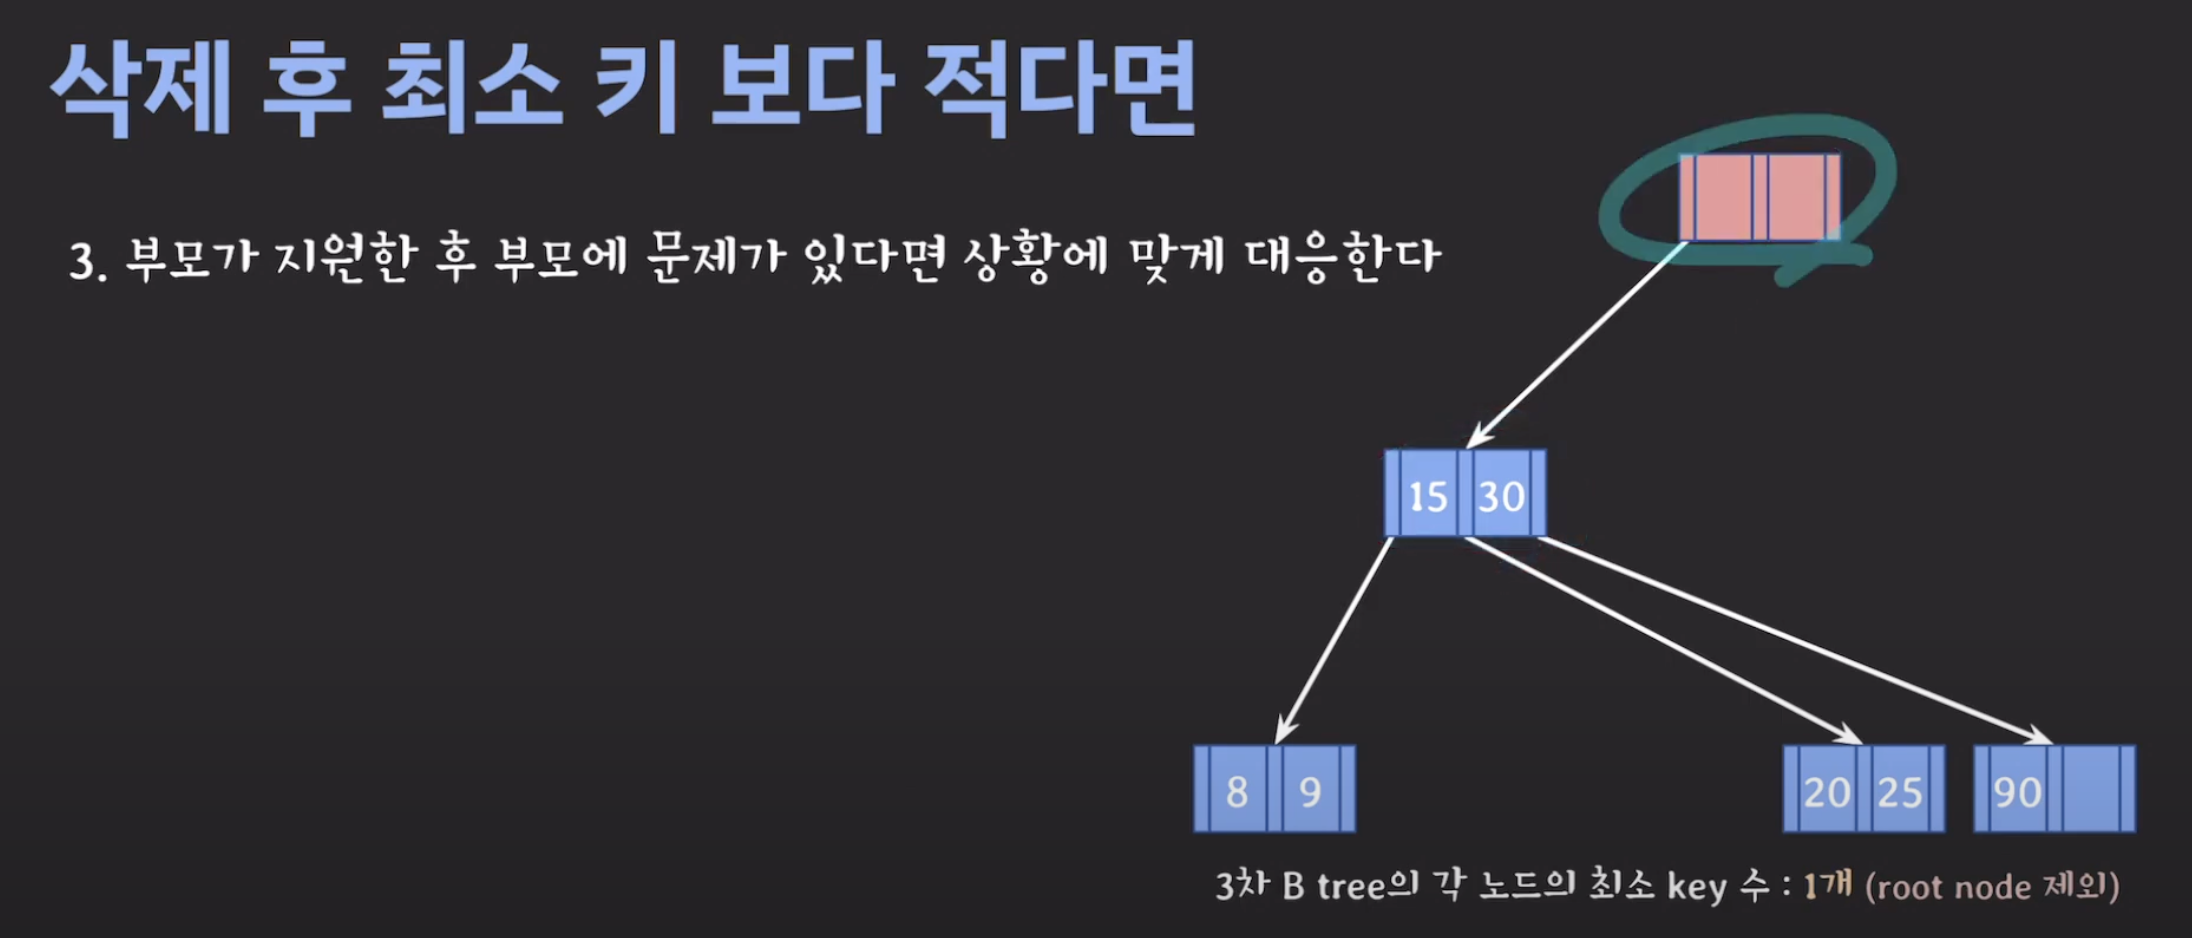 삭제 후 최소 키 보다 적다면
3. 부모가 지원한 후 부모에 문제가 있다면 상황에 맞게 대응한다
15 30
8 9 20 25 90
3차 B tree의 각 노드의 최소 key 수 : 1개 (root node 제외)